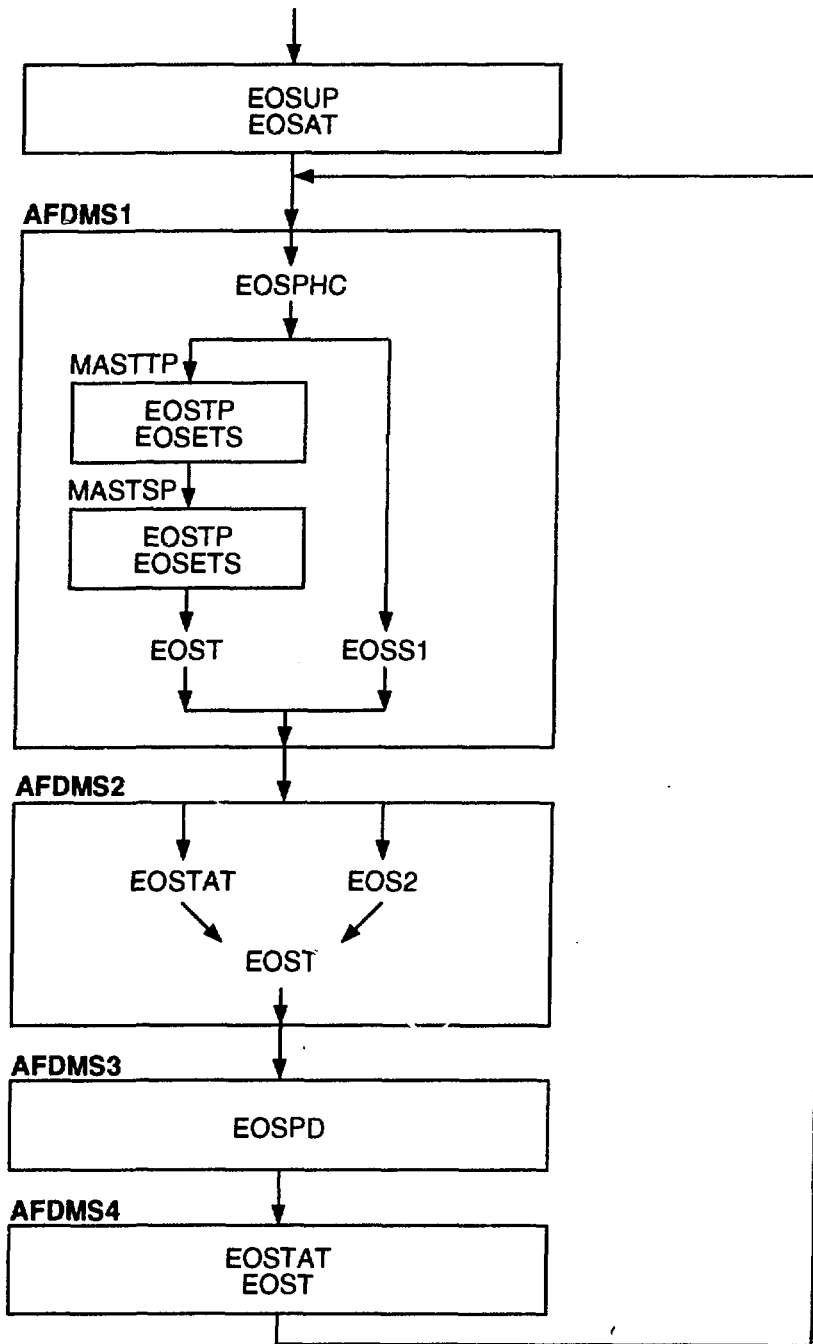 EOSUP
EOSAT
AFDMS1
EOSPHC
MASTTP
EOSTP
EOSETS
MASTSP
EOSTP
EOSETS
EOST EOSS1
AFDMS2
EOSTAT EOS2
EOST
AFDMS3
EOSPD
AFDMS4
EOSTAT
EOST